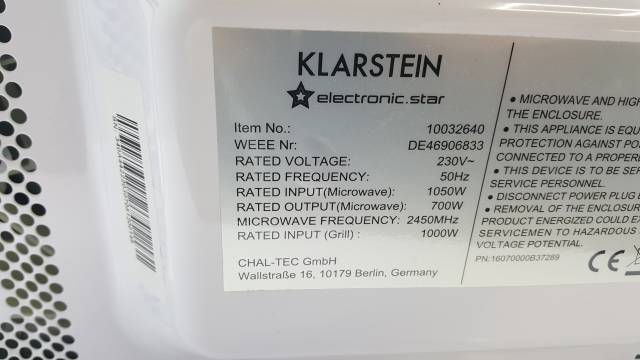 KLARSTEIN
electronic.star
Item No.: 10032640
WEEE Nr: DE46906833
RATED VOLTAGE: 230V~
RATED FREQUENCY: 50Hz
RATED INPUT(Microwave): 1050W
RATED OUTPUT(Microwave): 700W
MICROWAVE FREQUENCY: 2450MHz
RATED INPUT (Grill) : 1000W
CHAL-TEC GmbH
Wallstraße 16, 10179 Berlin, Germany
• MICROWAVE AND HIGH
THE ENCLOSURE.
• THIS APPLIANCE IS EQU
PROTECTION AGAINST PO
CONNECTED TO A PROPER
• THIS DEVICE IS TO BE SER
SERVICE PERSONNEL.
• DISCONNECT POWER PLUG B
• REMOVAL OF THE ENCLOSURE
PRODUCT ENERGIZED COULD E
SERVICEMEN TO HAZARDOUS
VOLTAGE POTENTIAL.
PN:16070000B37289
CE